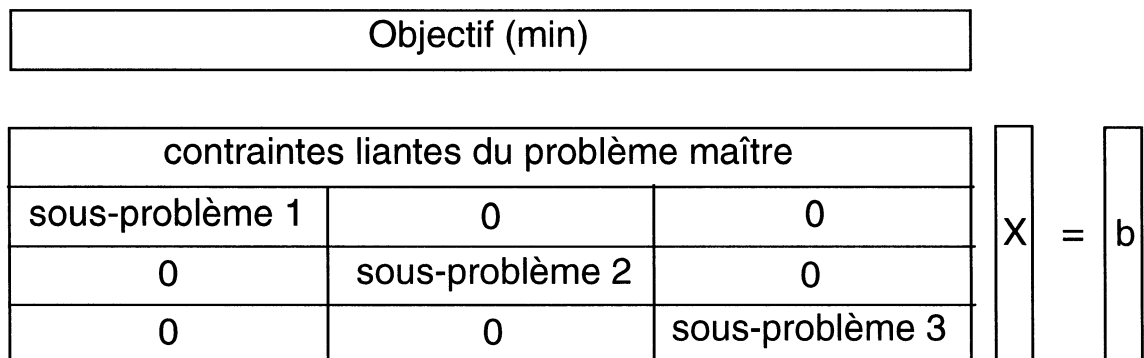 Objectif (min)
contraintes liantes du problème maître
sous-problème 1 0 0
0 sous-problème 2 0
0 0 sous-problème 3
X = b